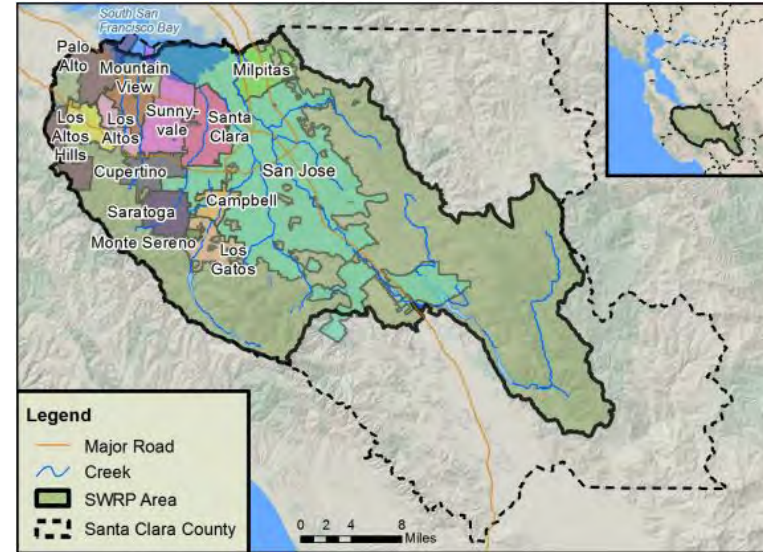 South San
Francisco Bay
Palo
Alto
Mountain
View
Milpitas
Los
Altos
Hills
Los
Altos
Sunny-
vale
Santa
Clara
Cupertino
San Jose
Saratoga
Campbell
Monte Sereno
Los
Gatos
Legend
Major Road
Creek
SWRP Area
Santa Clara County
0 2 4 8
Miles